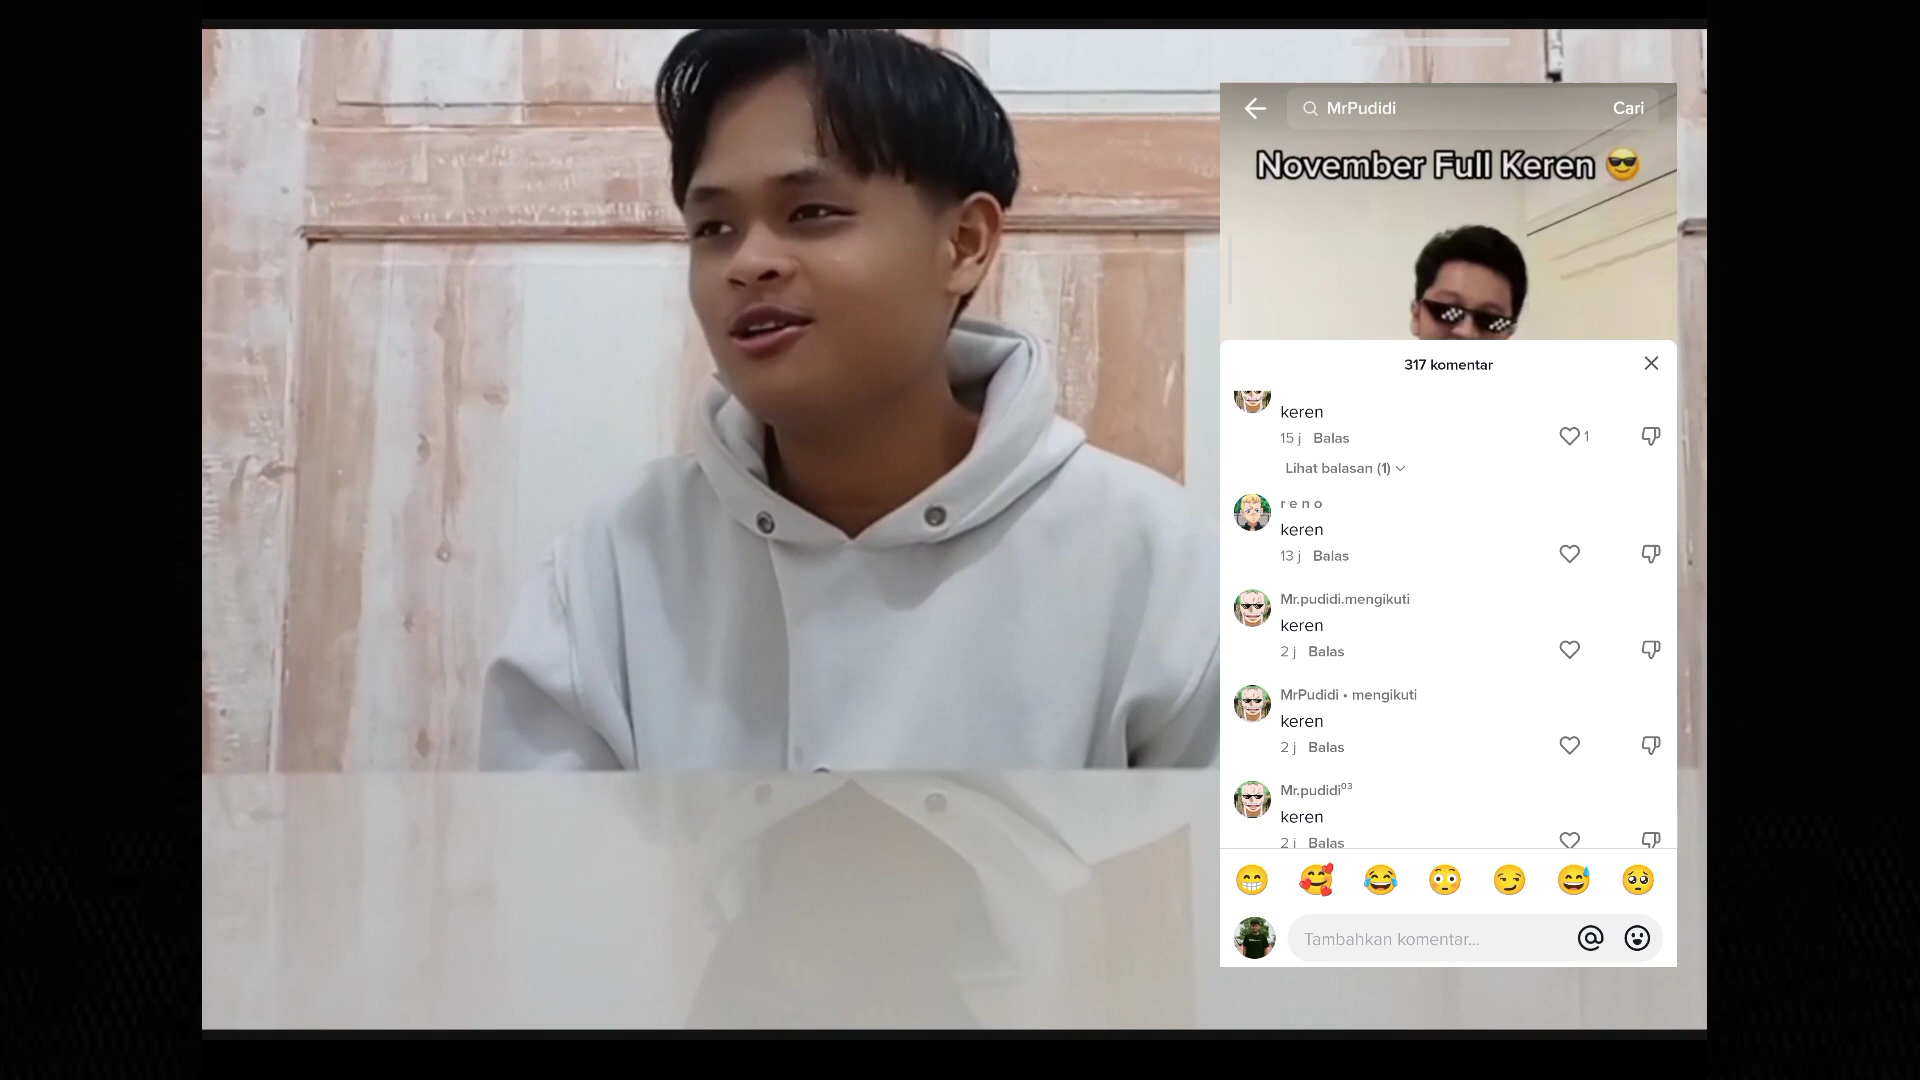 MrPudidi
Cari
November Full Keren 😎
317 komentar
keren
15 j Balas
1
Lihat balasan (1)
r e n o
keren
13 j Balas
Mr.pudidi.mengikuti
keren
2 j Balas
MrPudidi • mengikuti
keren
2 j Balas
Mr.pudidi⁰³
keren
2 j Balas
Tambahkan komentar...